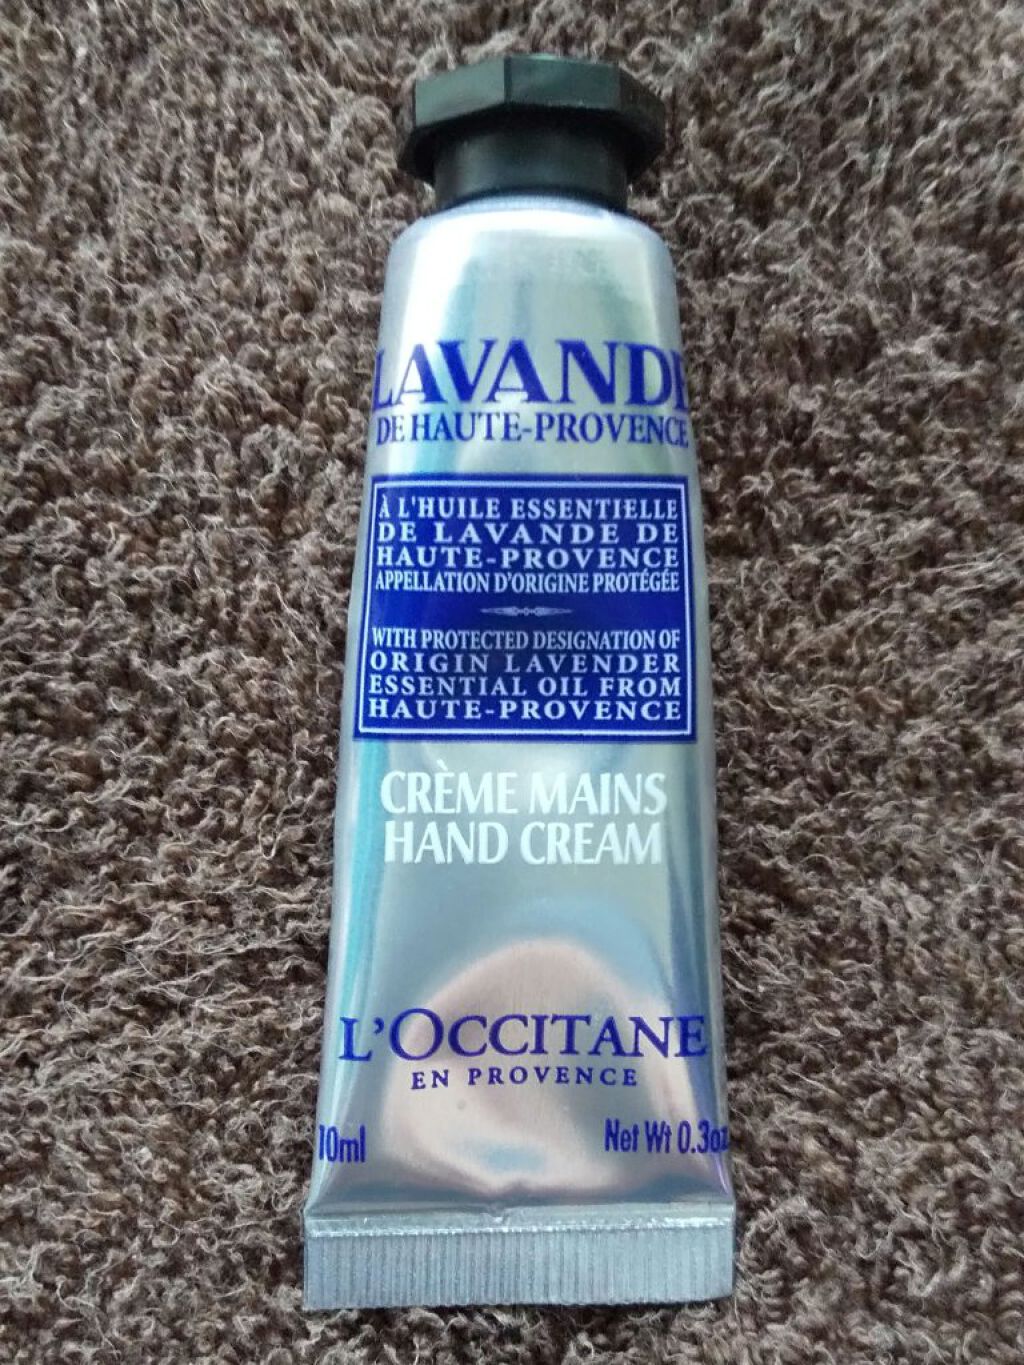 LAVANDE
DE HAUTE-PROVENCE
À L'HUILE ESSENTIELLE
DE LAVANDE DE
HAUTE-PROVENCE
APPELLATION D'ORIGINE PROTÉGÉE
WITH PROTECTED DESIGNATION OF
ORIGIN LAVENDER
ESSENTIAL OIL FROM
HAUTE-PROVENCE
CRÈME MAINS
HAND CREAM
L'OCCITANE
EN PROVENCE
10ml Net Wt 0.3oz